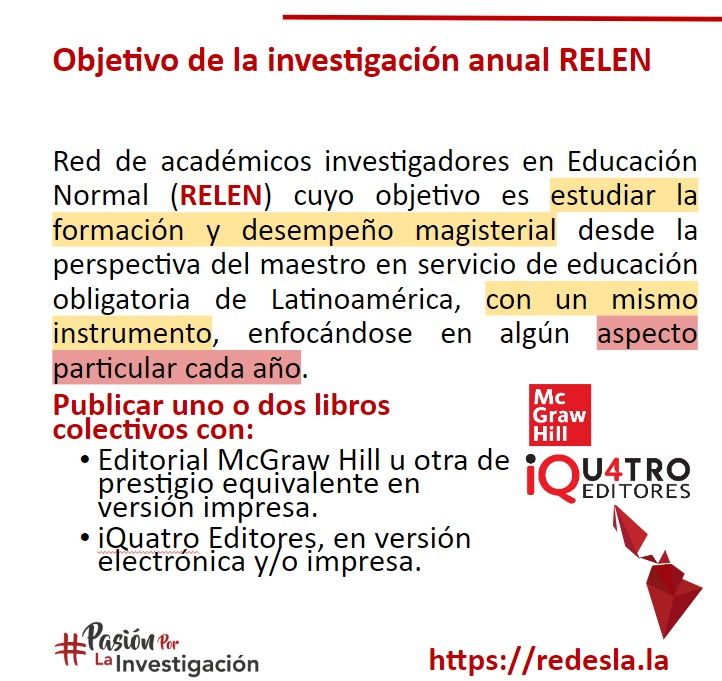 Objetivo de la investigación anual RELEN
Red de académicos investigadores en Educación
Normal (RELEN) cuyo objetivo es estudiar la
formación y desempeño magisterial desde la
perspectiva del maestro en servicio de educación
obligatoria de Latinoamérica, con un mismo
instrumento, enfocándose en algún aspecto
particular cada año.
Publicar uno o dos libros
colectivos con:
• Editorial McGraw Hill u otra de
prestigio equivalente en
versión impresa.
• iQuatro Editores, en versión
electrónica y/o impresa.
Mc
Graw
Hill
iQU4TRO
EDITORES
#Pasión Por
La Investigación
https://redesla.la